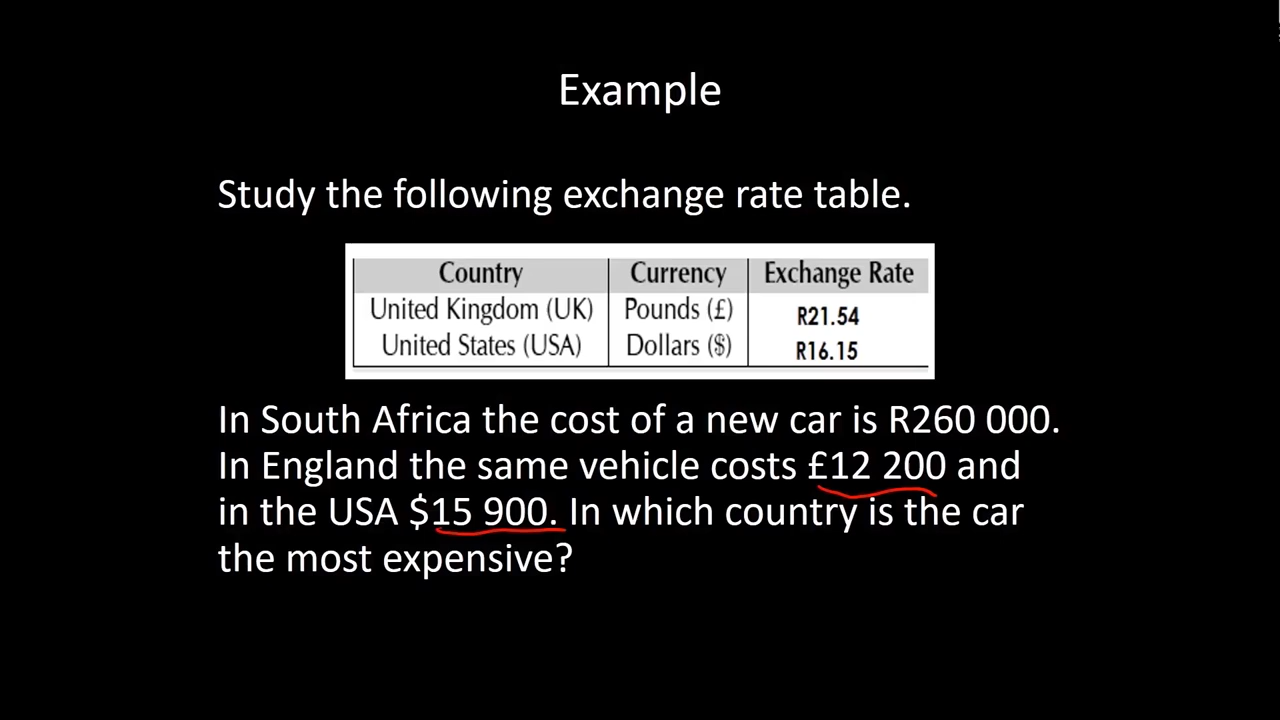 Example
Study the following exchange rate table.
Country Currency Exchange Rate
United Kingdom (UK) Pounds (£) R21.54
United States (USA) Dollars ($) R16.15
In South Africa the cost of a new car is R260 000.
In England the same vehicle costs £12 200 and
in the USA $15 900. In which country is the car
the most expensive?